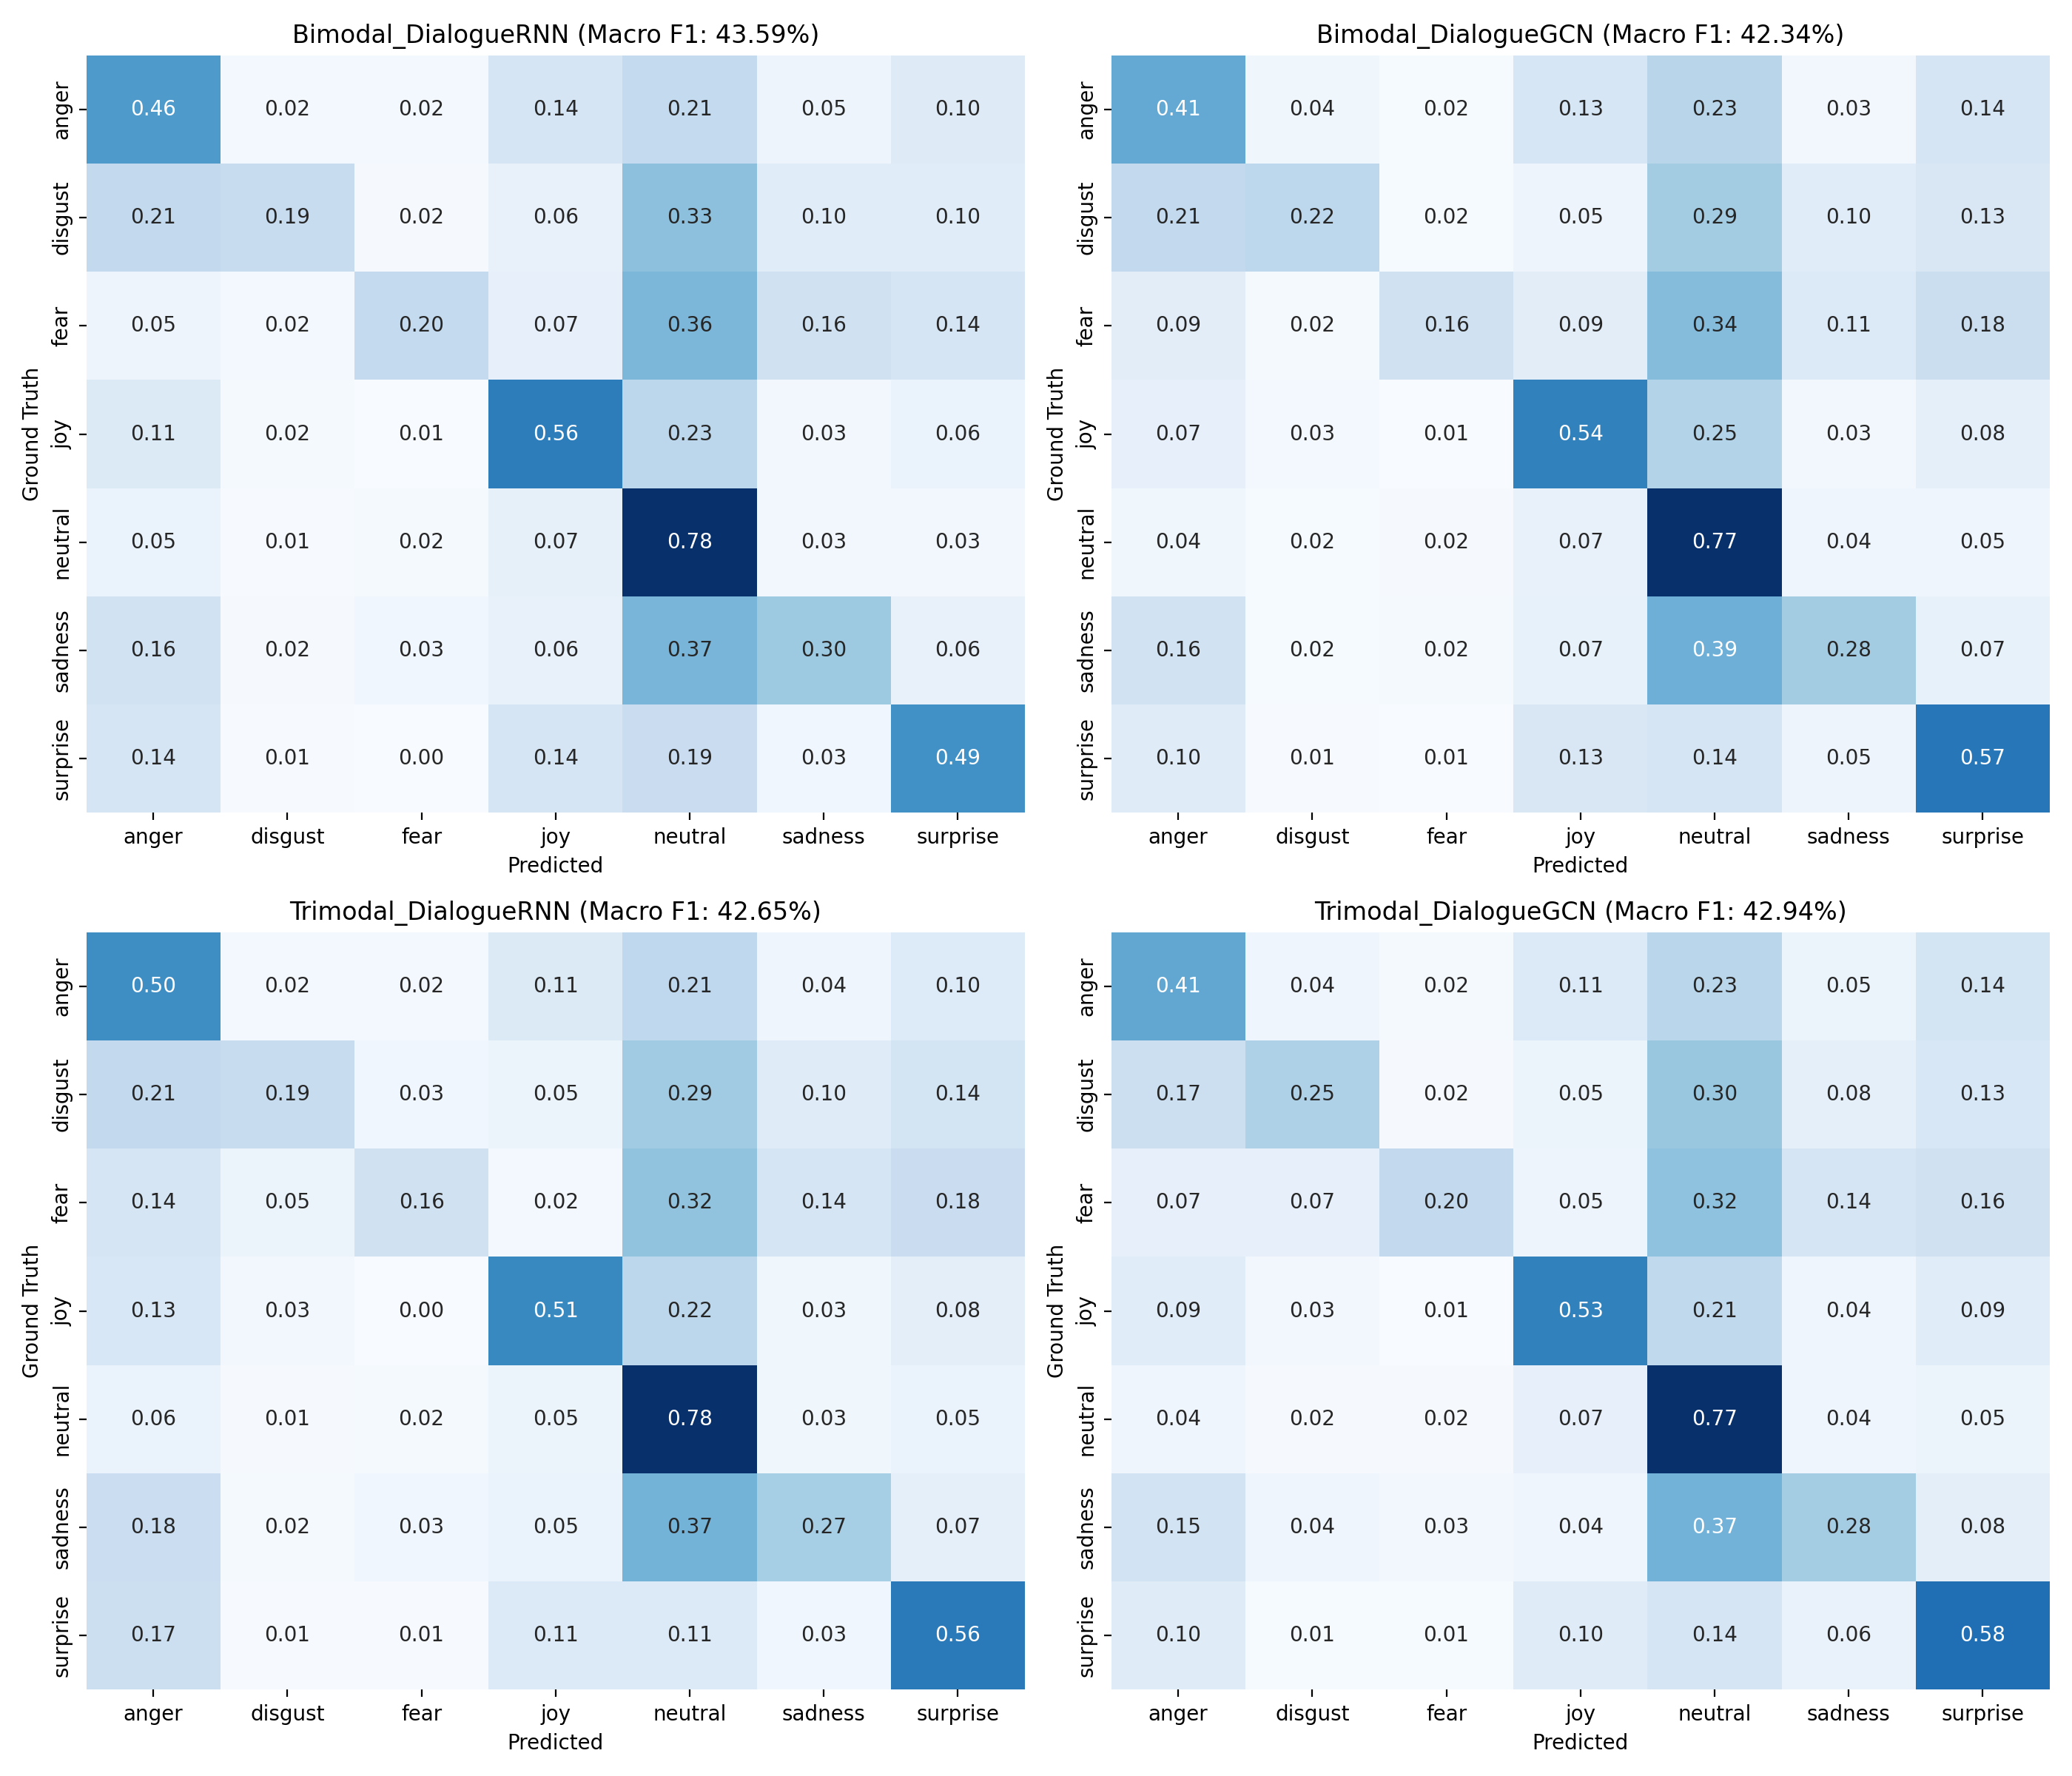 Bimodal_DialogueRNN (Macro F1: 43.59%)
Ground Truth
anger 0.46 0.02 0.02 0.14 0.21 0.05 0.10
disgust 0.21 0.19 0.02 0.06 0.33 0.10 0.10
fear 0.05 0.02 0.20 0.07 0.36 0.16 0.14
joy 0.11 0.02 0.01 0.56 0.23 0.03 0.06
neutral 0.05 0.01 0.02 0.07 0.78 0.03 0.03
sadness 0.16 0.02 0.03 0.06 0.37 0.30 0.06
surprise 0.14 0.01 0.00 0.14 0.19 0.03 0.49
anger disgust fear joy neutral sadness surprise
Predicted
Bimodal_DialogueGCN (Macro F1: 42.34%)
Ground Truth
anger 0.41 0.04 0.02 0.13 0.23 0.03 0.14
disgust 0.21 0.22 0.02 0.05 0.29 0.10 0.13
fear 0.09 0.02 0.16 0.09 0.34 0.11 0.18
joy 0.07 0.03 0.01 0.54 0.25 0.03 0.08
neutral 0.04 0.02 0.02 0.07 0.77 0.04 0.05
sadness 0.16 0.02 0.02 0.07 0.39 0.28 0.07
surprise 0.10 0.01 0.01 0.13 0.14 0.05 0.57
anger disgust fear joy neutral sadness surprise
Predicted
Trimodal_DialogueRNN (Macro F1: 42.65%)
Ground Truth
anger 0.50 0.02 0.02 0.11 0.21 0.04 0.10
disgust 0.21 0.19 0.03 0.05 0.29 0.10 0.14
fear 0.14 0.05 0.16 0.02 0.32 0.14 0.18
joy 0.13 0.03 0.00 0.51 0.22 0.03 0.08
neutral 0.06 0.01 0.02 0.05 0.78 0.03 0.05
sadness 0.18 0.02 0.03 0.05 0.37 0.27 0.07
surprise 0.17 0.01 0.01 0.11 0.11 0.03 0.56
anger disgust fear joy neutral sadness surprise
Predicted
Trimodal_DialogueGCN (Macro F1: 42.94%)
Ground Truth
anger 0.41 0.04 0.02 0.11 0.23 0.05 0.14
disgust 0.17 0.25 0.02 0.05 0.30 0.08 0.13
fear 0.07 0.07 0.20 0.05 0.32 0.14 0.16
joy 0.09 0.03 0.01 0.53 0.21 0.04 0.09
neutral 0.04 0.02 0.02 0.07 0.77 0.04 0.05
sadness 0.15 0.04 0.03 0.04 0.37 0.28 0.08
surprise 0.10 0.01 0.01 0.10 0.14 0.06 0.58
anger disgust fear joy neutral sadness surprise
Predicted